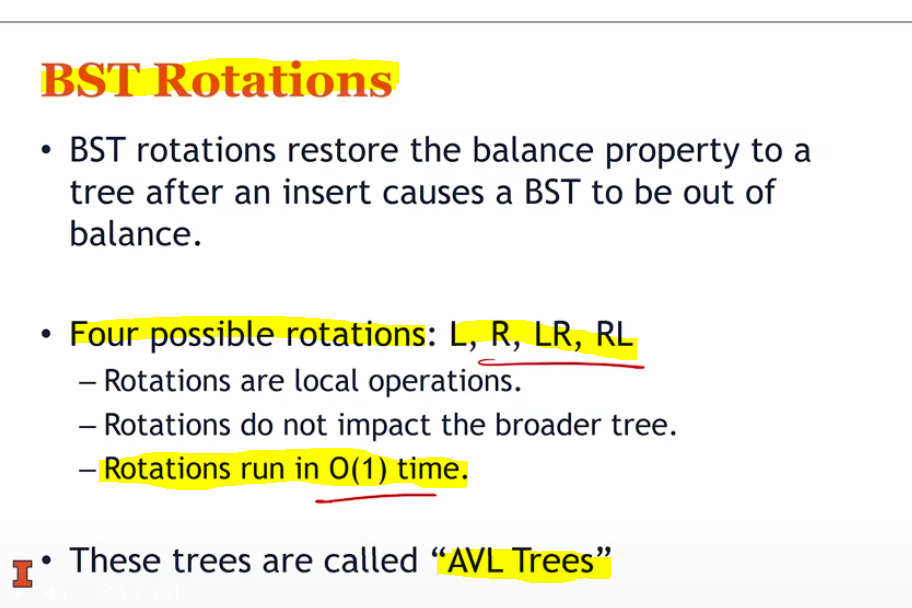 BST Rotations
• BST rotations restore the balance property to a
tree after an insert causes a BST to be out of
balance.
• Four possible rotations: L, R, LR, RL
– Rotations are local operations.
– Rotations do not impact the broader tree.
– Rotations run in O(1) time.
• These trees are called “AVL Trees”
I